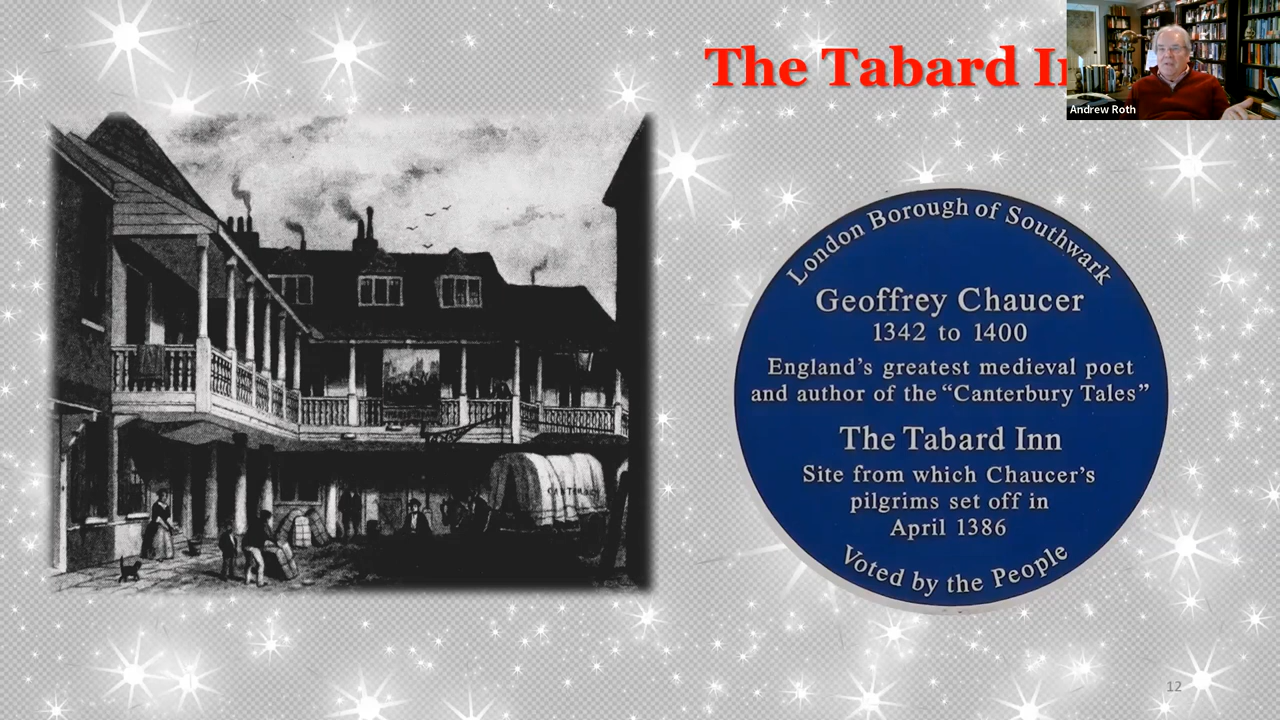 The Tabard
Andrew Roth
London Borough of Southwark
Geoffrey Chaucer
1342 to 1400
England's greatest medieval poet
and author of the “Canterbury Tales”
The Tabard Inn
Site from which Chaucer's
pilgrims set off in
April 1386
Voted by the People
12